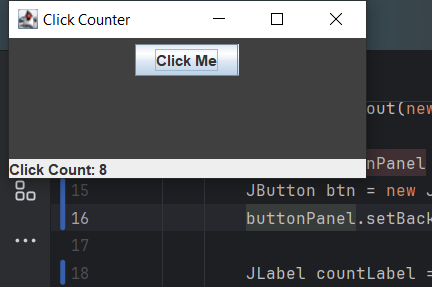 Click Counter
Click Me
out(new
nPanel
Click Count: 8
15 JButton btn = new J
16 buttonPanel.setBack
17
18 JLabel countLabel =